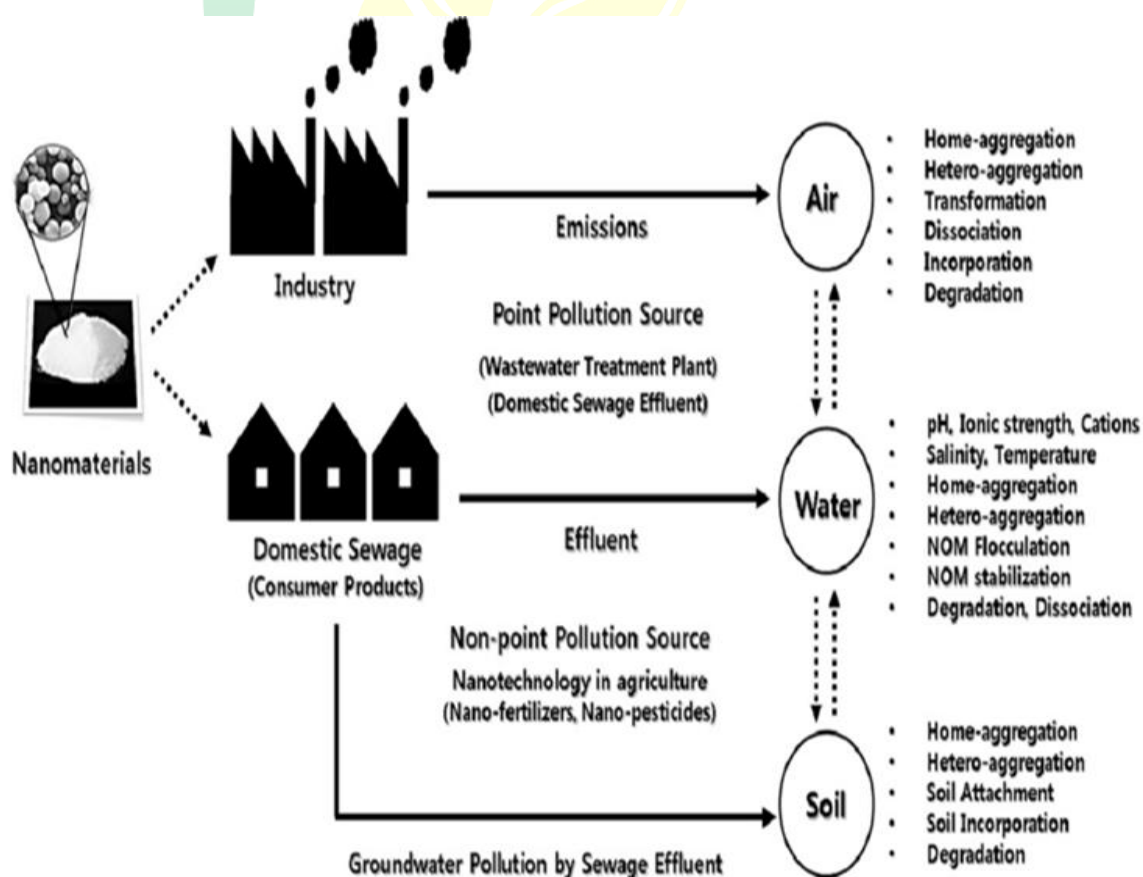 Nanomaterials
Industry
Domestic Sewage
(Consumer Products)
Emissions
Point Pollution Source
(Wastewater Treatment Plant)
(Domestic Sewage Effluent)
Effluent
Non-point Pollution Source
Nanotechnology in agriculture
(Nano-fertilizers, Nano-pesticides)
Groundwater Pollution by Sewage Effluent
Air
• Home-aggregation
• Hetero-aggregation
• Transformation
• Dissociation
• Incorporation
• Degradation
Water
• pH, Ionic strength, Cations
• Salinity, Temperature
• Home-aggregation
• Hetero-aggregation
• NOM Flocculation
• NOM stabilization
• Degradation, Dissociation
Soil
• Home-aggregation
• Hetero-aggregation
• Soil Attachment
• Soil Incorporation
• Degradation